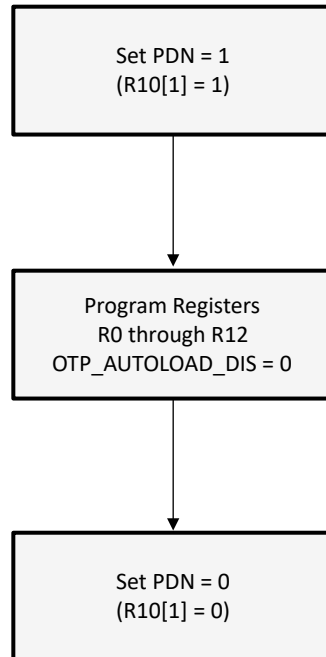 Set PDN = 1
(R10[1] = 1)
Program Registers
R0 through R12
OTP_AUTOLOAD_DIS = 0
Set PDN = 0
(R10[1] = 0)